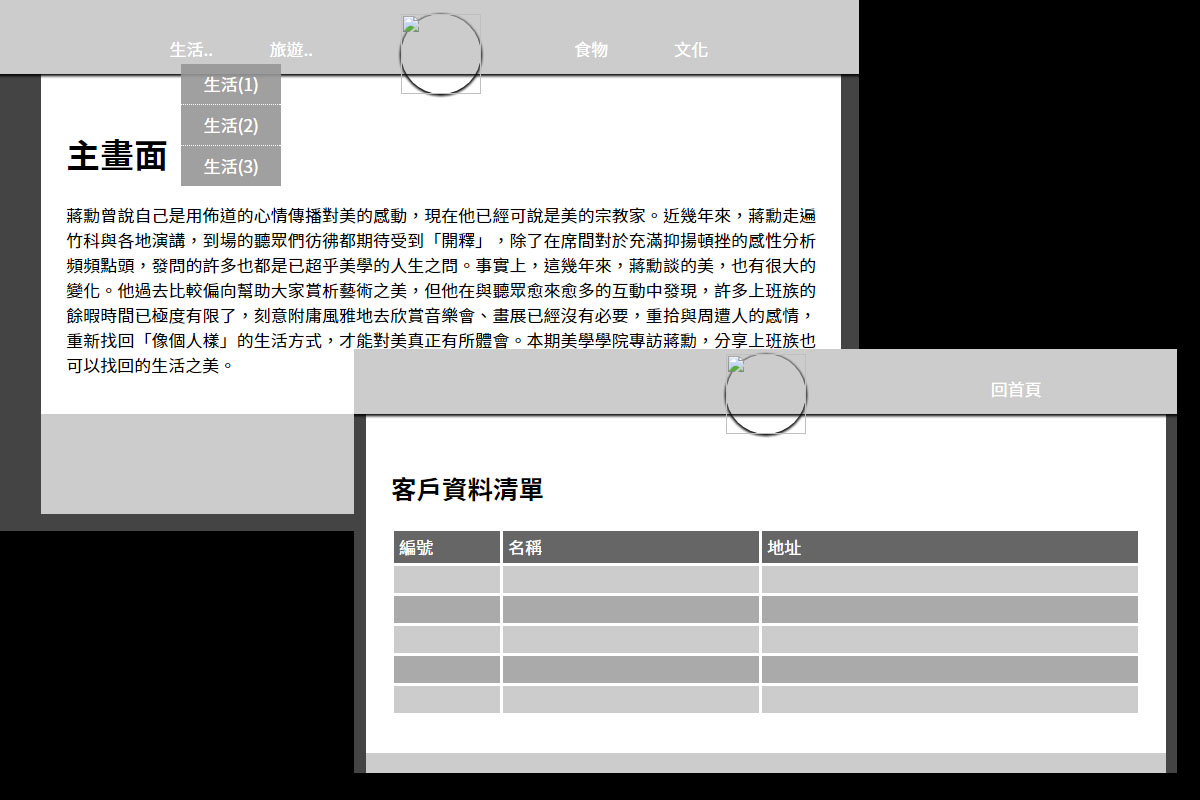 生活..
旅遊..
食物
文化
生活(1)
生活(2)
生活(3)
主畫面
蔣勳曾說自己是用佈道的心情傳播對美的感動，現在他已經可說是美的宗教家。近幾年來，蔣勳走遍
竹科與各地演講，到場的聽眾們彷彿都期待受到「開釋」，除了在席間對於充滿抑揚頓挫的感性分析
頻頻點頭，發問的許多也都是已超乎美學的人生之問。事實上，這幾年來，蔣勳談的美，也有很大的
變化。他過去比較偏向幫助大家賞析藝術之美，但他在與聽眾愈來愈多的互動中發現，許多上班族的
餘暇時間已極度有限了，刻意附庸風雅地去欣賞音樂會、畫展已經沒有必要，重拾與周遭人的感情，
重新找回「像個人樣」的生活方式，才能對美真正有所體會。本期美學學院專訪蔣勳，分享上班族也
可以找回的生活之美。
回首頁
客戶資料清單
編號
名稱
地址